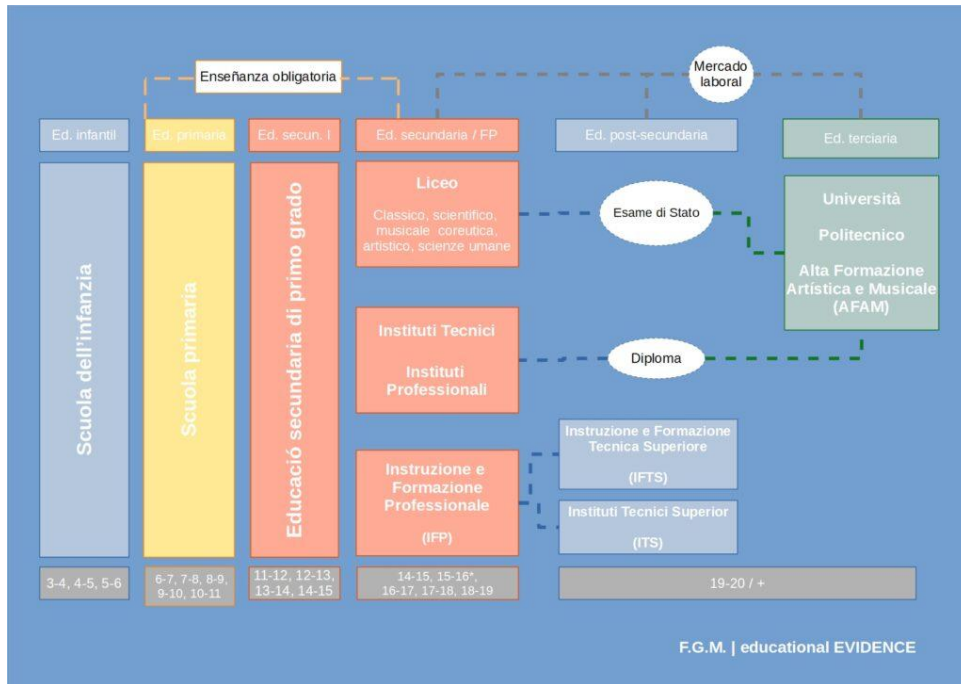 Enseñanza obligatoria
Mercado
laboral
Ed. infantil
Ed. primaria
Ed. secun. I
Ed. secundaria / FP
Ed. post-secundaria
Ed. terciaria
Scuola dell'infanzia
Scuola primaria
Educació secundaria di primo grado
Liceo
Classico, scientifico,
musicale coreutica,
artistico, scienze umane
Esame di Stato
Università
Politecnico
Alta Formazione
Artística e Musicale
(AFAM)
Instituti Tecnici
Instituti
Professionali
Diploma
Instruzione e
Formazione
Professionale
(IFP)
Instruzione e Formazione
Tecnica Superiore
(IFTS)
Instituti Tecnici Superior
(ITS)
3-4, 4-5, 5-6
6-7, 7-8, 8-9,
9-10, 10-11
11-12, 12-13,
13-14, 14-15
14-15, 15-16*,
16-17, 17-18, 18-19
19-20 / +
F.G.M. | educational EVIDENCE